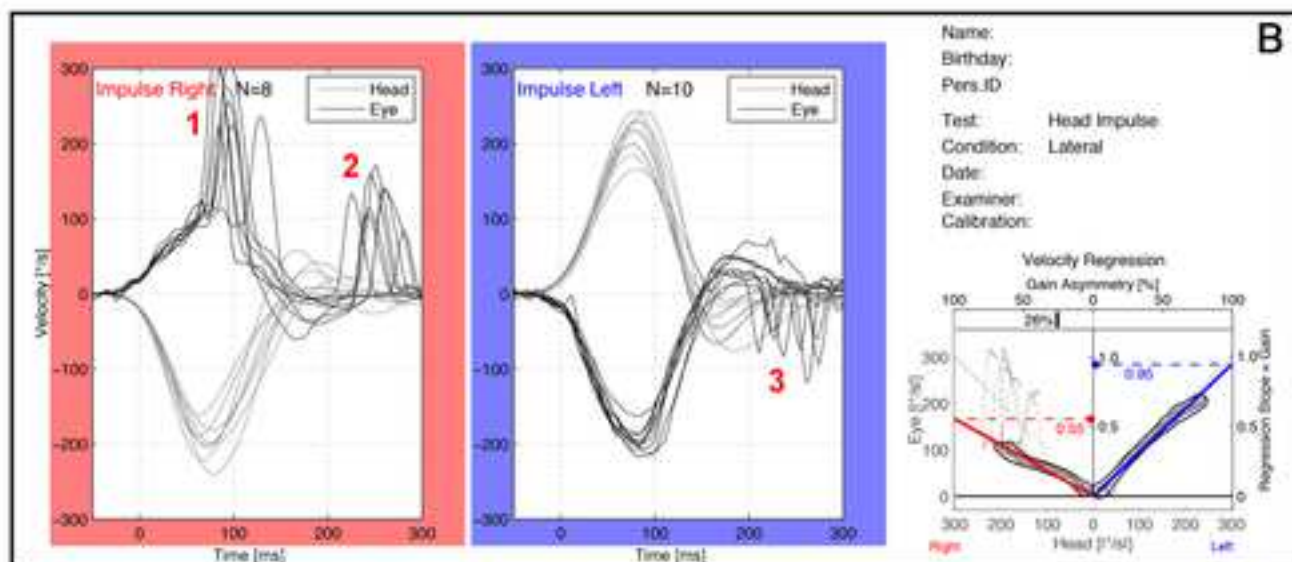 B
Impulse Right N=8
Head
Eye
1
2
300
200
100
0
-100
-200
-300
Velocity [°/s]
0 100 200 300
Time [ms]
Impulse Left N=10
Head
Eye
3
300
200
100
0
-100
-200
-300
0 100 200 300
Time [ms]
Name:
Birthday:
Pers.ID
Test: Head Impulse
Condition: Lateral
Date:
Examiner:
Calibration:
Velocity Regression
Gain Asymmetry [%]
100 50 0 50 100
26%
300
200
100
0
Eye [°/s]
1.0
0.5
0.95
1.0
0.5
0
Regression Slope = Gain
300 200 100 0 100 200 300
Right Head [°/s] Left